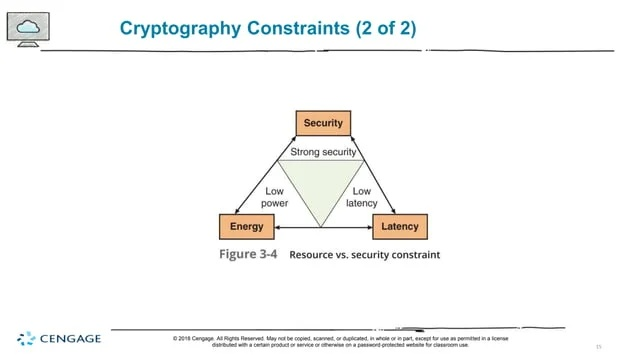 Cryptography Constraints (2 of 2)
Security
Strong security
Low
power
Low
latency
Energy
Latency
Figure 3-4 Resource vs. security constraint
CENGAGE
© 2018 Cengage. All Rights Reserved. May not be copied, scanned, or duplicated, in whole or in part, except for use as permitted in a license
distributed with a certain product or service or otherwise on a password-protected website for classroom use.